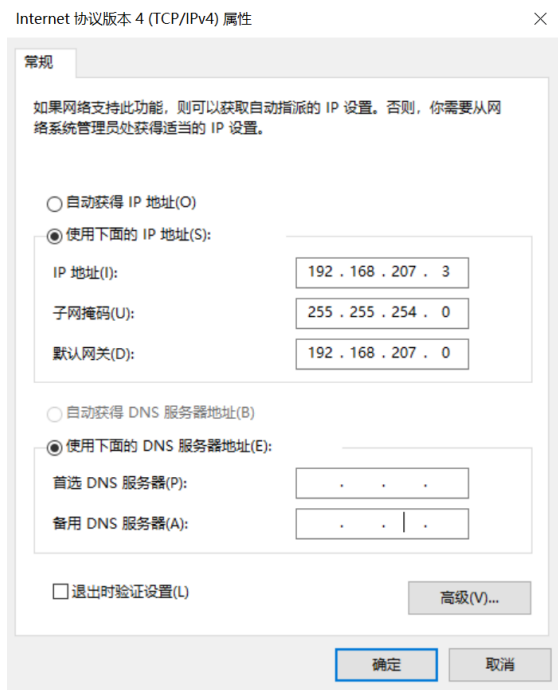 Internet 协议版本 4 (TCP/IPv4) 属性
常规
如果网络支持此功能，则可以获取自动指派的 IP 设置。否则，你需要从网
络系统管理员处获得适当的 IP 设置。
自动获得 IP 地址(O)
使用下面的 IP 地址(S):
IP 地址(I): 192 . 168 . 207 . 3
子网掩码(U): 255 . 255 . 254 . 0
默认网关(D): 192 . 168 . 207 . 0
自动获得 DNS 服务器地址(B)
使用下面的 DNS 服务器地址(E):
首选 DNS 服务器(P): . . .
备用 DNS 服务器(A): . . .
退出时验证设置(L)
高级(V)...
确定 取消